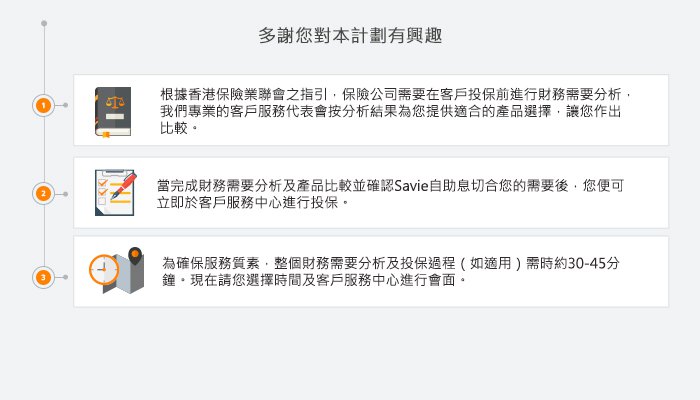 多謝您對本計劃有興趣
1
根據香港保險業聯會之指引，保險公司需要在客戶投保前進行財務需要分析，
我們專業的客戶服務代表會按分析結果為您提供適合的產品選擇，讓您作出
比較。
2
當完成財務需要分析及產品比較並確認Savie自助息切合您的需要後，您便可
立即於客戶服務中心進行投保。
3
為確保服務質素，整個財務需要分析及投保過程（如適用）需時約30-45分
鐘。現在請您選擇時間及客戶服務中心進行會面。